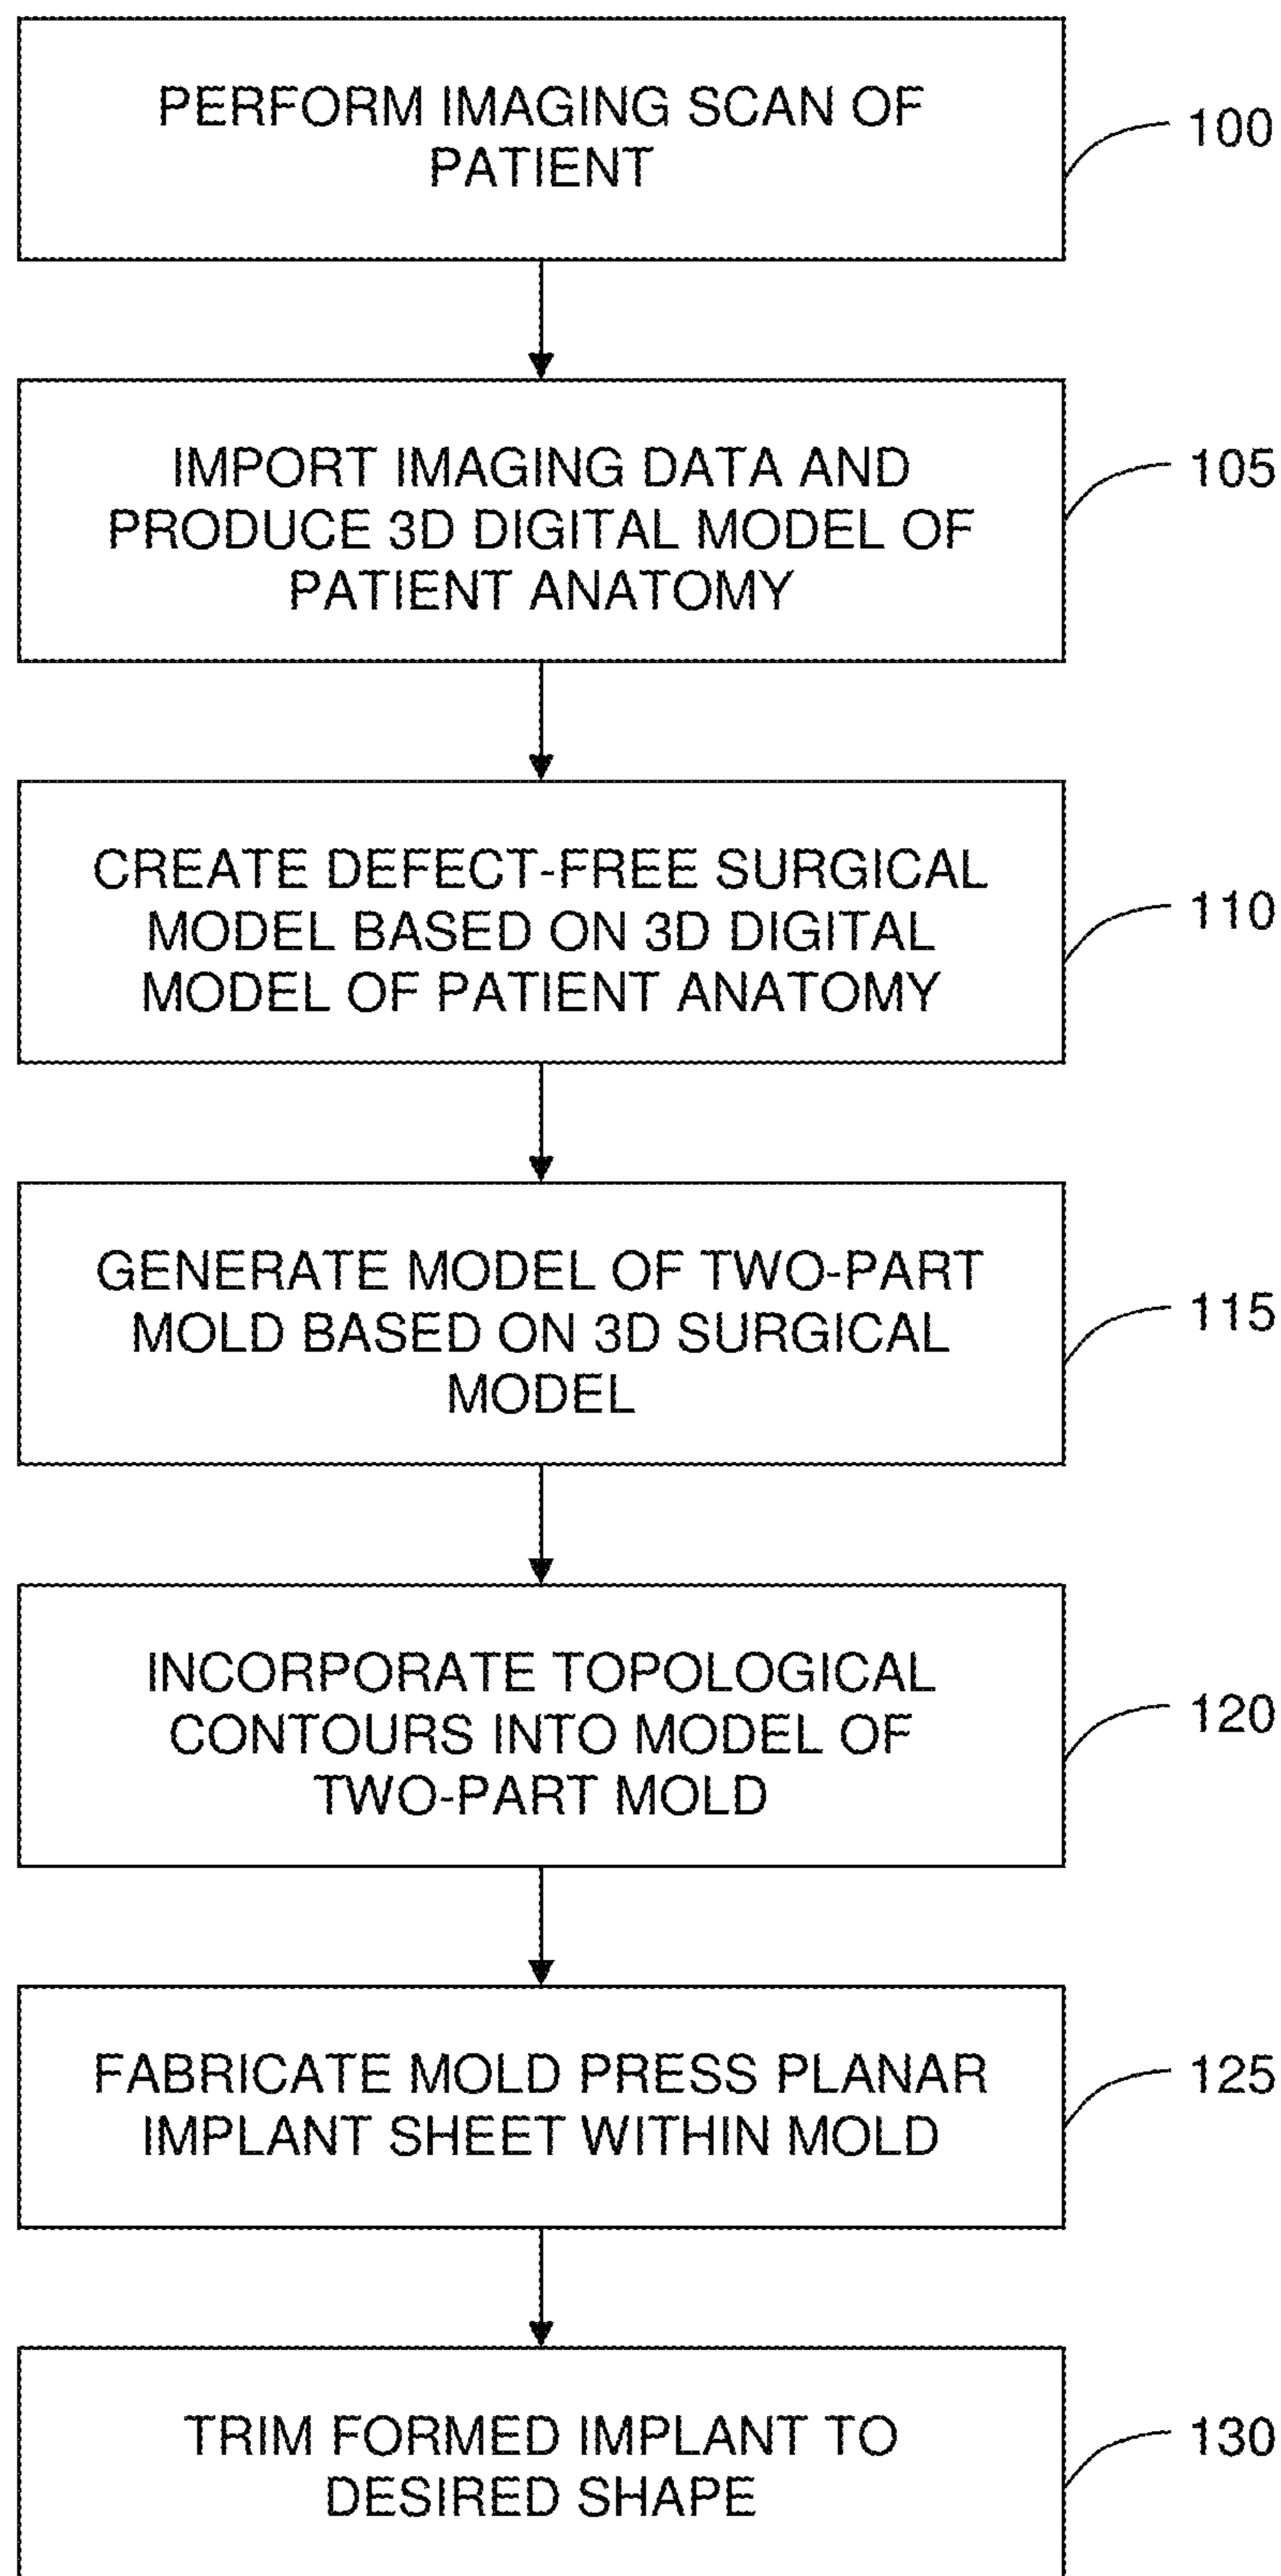 PERFORM IMAGING SCAN OF
PATIENT
100
IMPORT IMAGING DATA AND
PRODUCE 3D DIGITAL MODEL OF
PATIENT ANATOMY
105
CREATE DEFECT-FREE SURGICAL
MODEL BASED ON 3D DIGITAL
MODEL OF PATIENT ANATOMY
110
GENERATE MODEL OF TWO-PART
MOLD BASED ON 3D SURGICAL
MODEL
115
INCORPORATE TOPOLOGICAL
CONTOURS INTO MODEL OF
TWO-PART MOLD
120
FABRICATE MOLD PRESS PLANAR
IMPLANT SHEET WITHIN MOLD
125
TRIM FORMED IMPLANT TO
DESIRED SHAPE
130